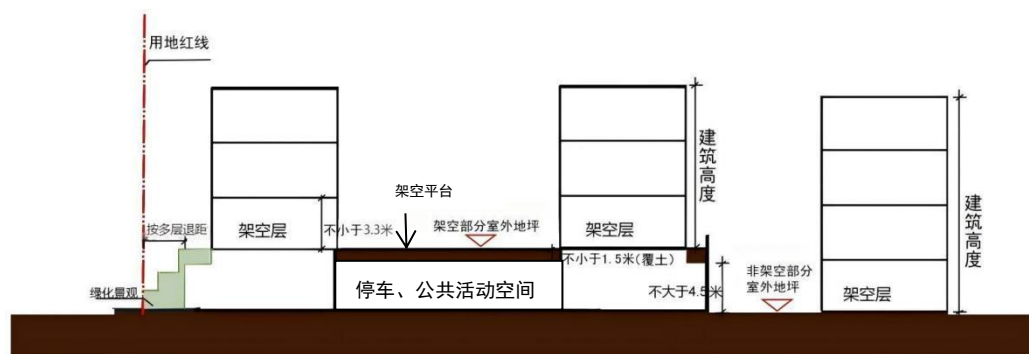 用地红线
架空平台
建筑高度
建筑高度
按多层退距
架空层
不小于3.3米
架空部分室外地坪
架空层
不小于1.5米(覆土)
绿化景观
停车、公共活动空间
不大于4.5米
非架空部分
室外地坪
架空层